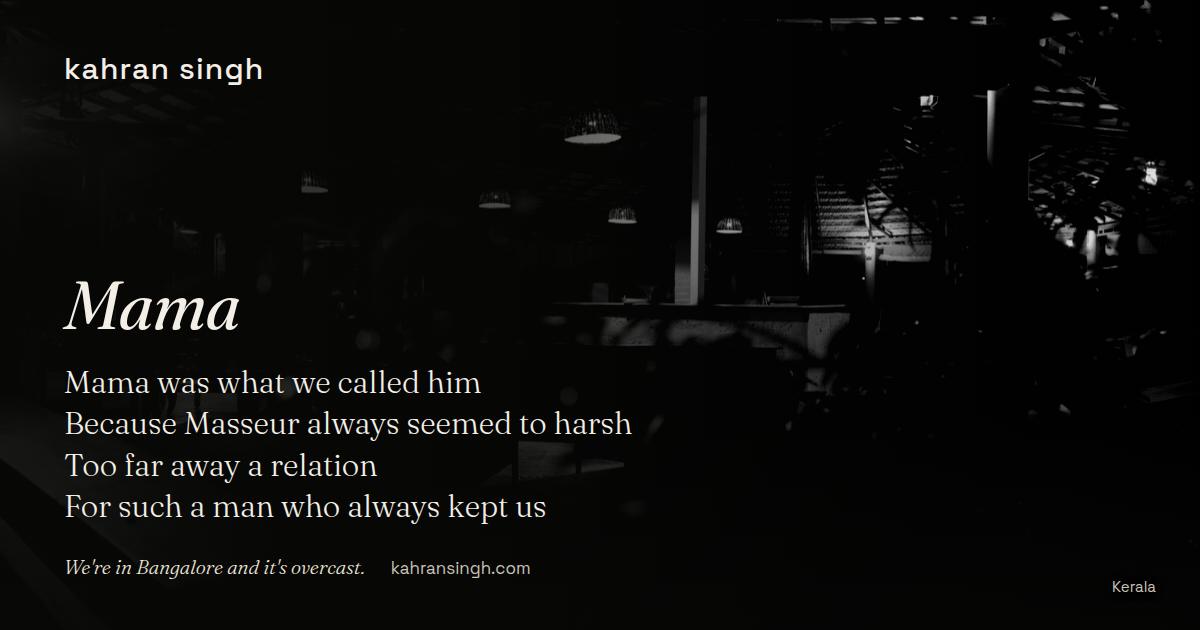 kahran singh
Mama
Mama was what we called him
Because Masseur always seemed to harsh
Too far away a relation
For such a man who always kept us
We're in Bangalore and it's overcast. kahransingh.com
Kerala